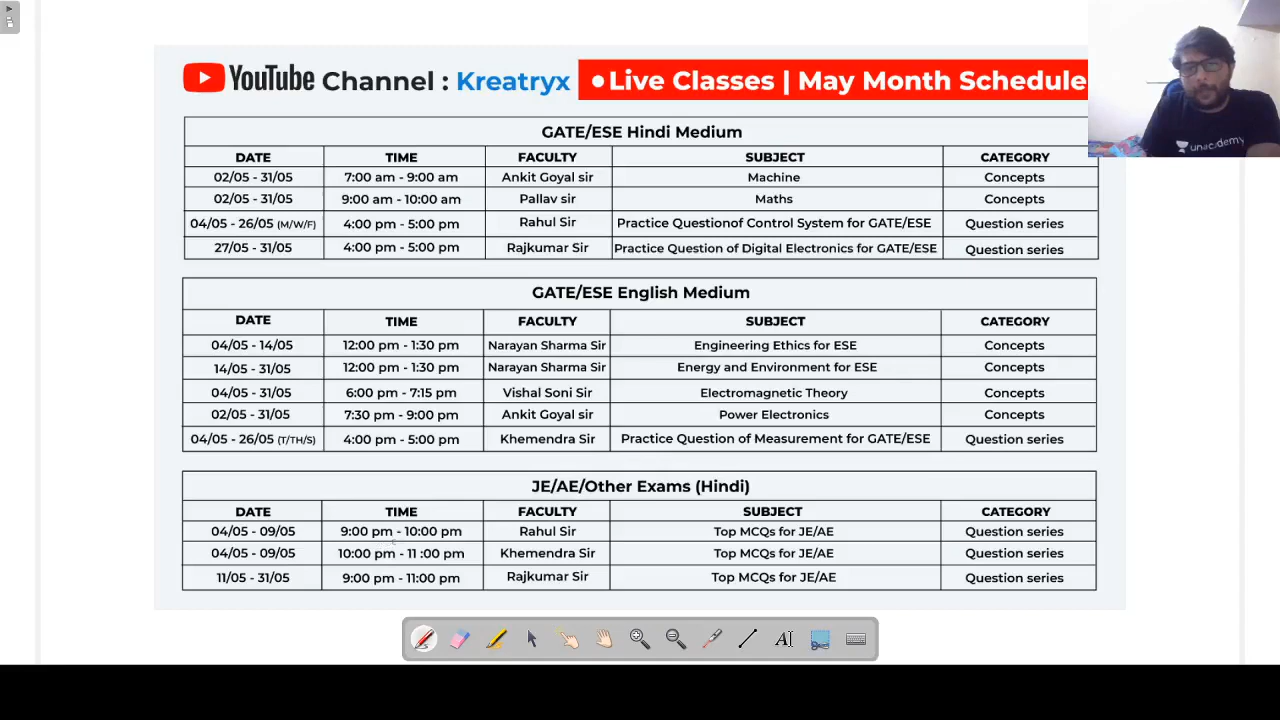 YouTube Channel : Kreatryx •Live Classes | May Month Schedule
GATE/ESE Hindi Medium
DATE TIME FACULTY SUBJECT CATEGORY
02/05 - 31/05 7:00 am - 9:00 am Ankit Goyal sir Machine Concepts
02/05 - 31/05 9:00 am - 10:00 am Pallav sir Maths Concepts
04/05 - 26/05 (M/W/F) 4:00 pm - 5:00 pm Rahul Sir Practice Questionof Control System for GATE/ESE Question series
27/05 - 31/05 4:00 pm - 5:00 pm Rajkumar Sir Practice Question of Digital Electronics for GATE/ESE Question series
GATE/ESE English Medium
DATE TIME FACULTY SUBJECT CATEGORY
04/05 - 14/05 12:00 pm - 1:30 pm Narayan Sharma Sir Engineering Ethics for ESE Concepts
14/05 - 31/05 12:00 pm - 1:30 pm Narayan Sharma Sir Energy and Environment for ESE Concepts
04/05 - 31/05 6:00 pm - 7:15 pm Vishal Soni Sir Electromagnetic Theory Concepts
02/05 - 31/05 7:30 pm - 9:00 pm Ankit Goyal sir Power Electronics Concepts
04/05 - 26/05 (T/TH/S) 4:00 pm - 5:00 pm Khemendra Sir Practice Question of Measurement for GATE/ESE Question series
JE/AE/Other Exams (Hindi)
DATE TIME FACULTY SUBJECT CATEGORY
04/05 - 09/05 9:00 pm - 10:00 pm Rahul Sir Top MCQs for JE/AE Question series
04/05 - 09/05 10:00 pm - 11 :00 pm Khemendra Sir Top MCQs for JE/AE Question series
11/05 - 31/05 9:00 pm - 11:00 pm Rajkumar Sir Top MCQs for JE/AE Question series
unacademy
AI